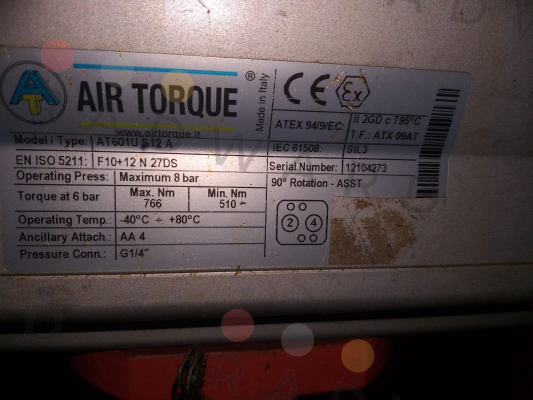 AT
AIR TORQUE ®
www.airtorque.it
Made in Italy
CE Ex
II 2GD c T95°C
ATEX 94/9/EC: T.F.: ATX 09AT
Model / Type: AT601U S12 A
IEC 61508: SIL3
EN ISO 5211: F10+12 N 27DS
Serial Number: 12104273
Operating Press: Maximum 8 bar
90° Rotation - ASST
Torque at 6 bar
Max. Nm Min. Nm
766 510
2 4
Operating Temp.: -40°C ÷ +80°C
Ancillary Attach.: AA 4
Pressure Conn.: G1/4"